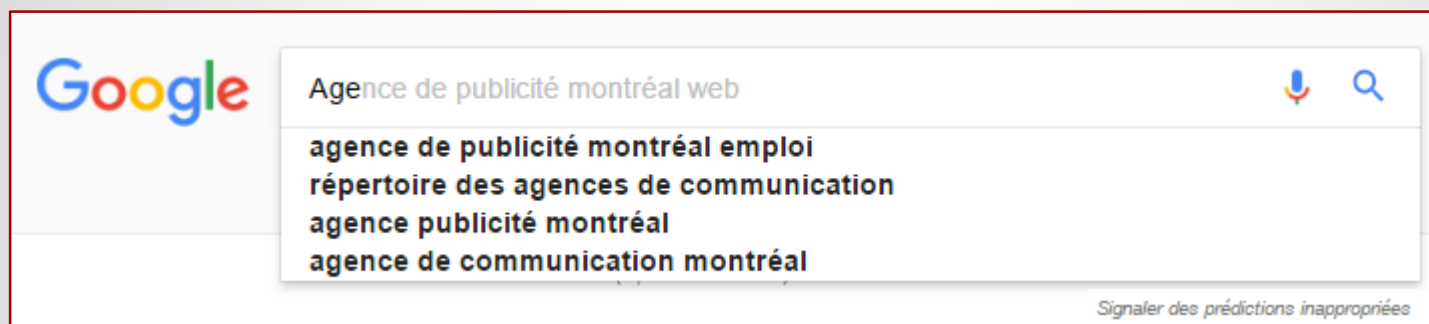 Google
Agence de publicité montréal web
agence de publicité montréal emploi
répertoire des agences de communication
agence publicité montréal
agence de communication montréal
Signaler des prédictions inappropriées